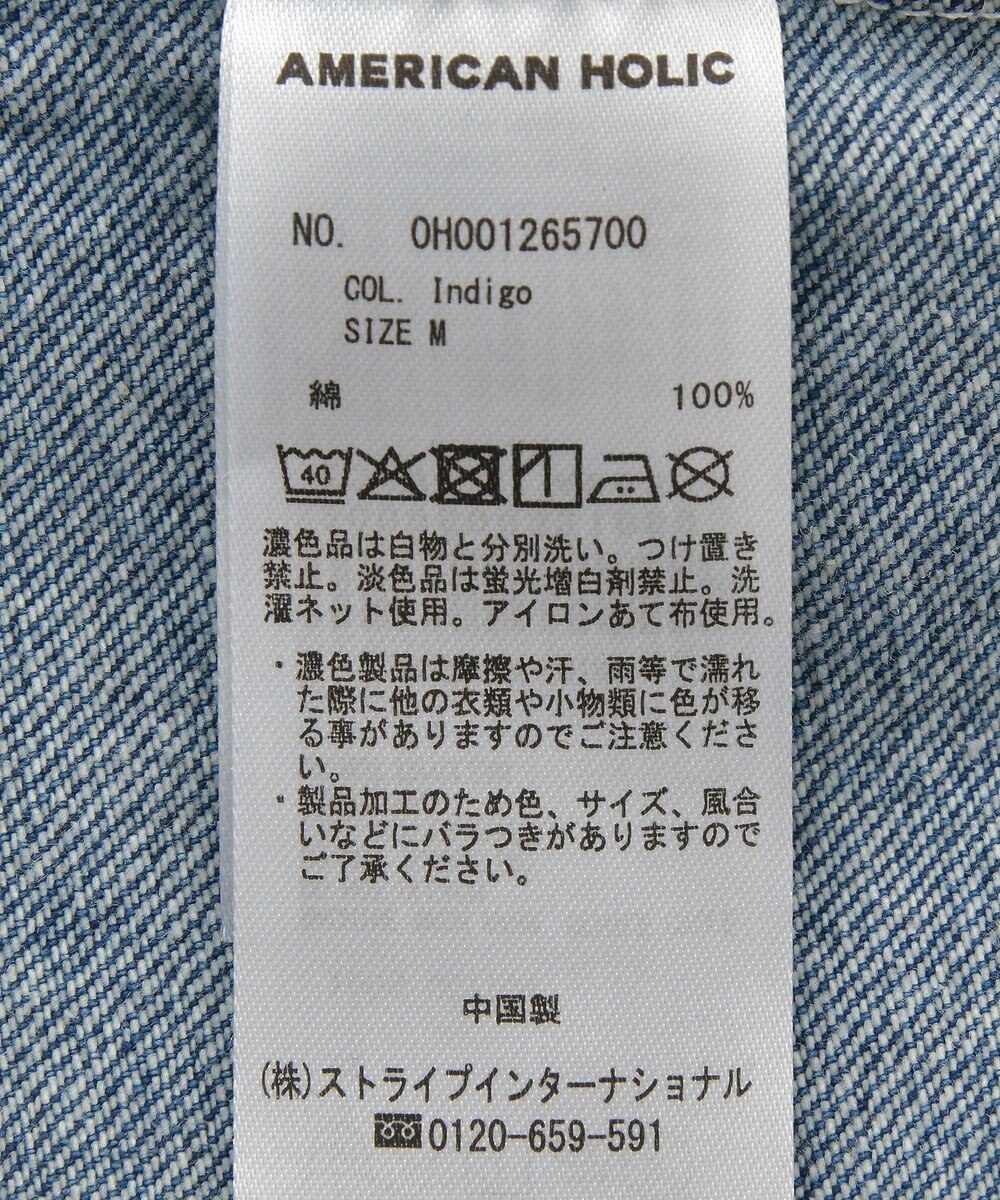 AMERICAN HOLIC
NO. OH001265700
COL. Indigo
SIZE M
綿 100%
40
濃色品は白物と分別洗い。つけ置き
禁止。淡色品は蛍光増白剤禁止。洗
濯ネット使用。アイロンあて布使用。
・濃色製品は摩擦や汗、雨等で濡れ
た際に他の衣類や小物類に色が移
る事がありますのでご注意くださ
い。
・製品加工のため色、サイズ、風合
いなどにバラつきがありますので
ご了承ください。
中国製
(株)ストライプインターナショナル
0120-659-591